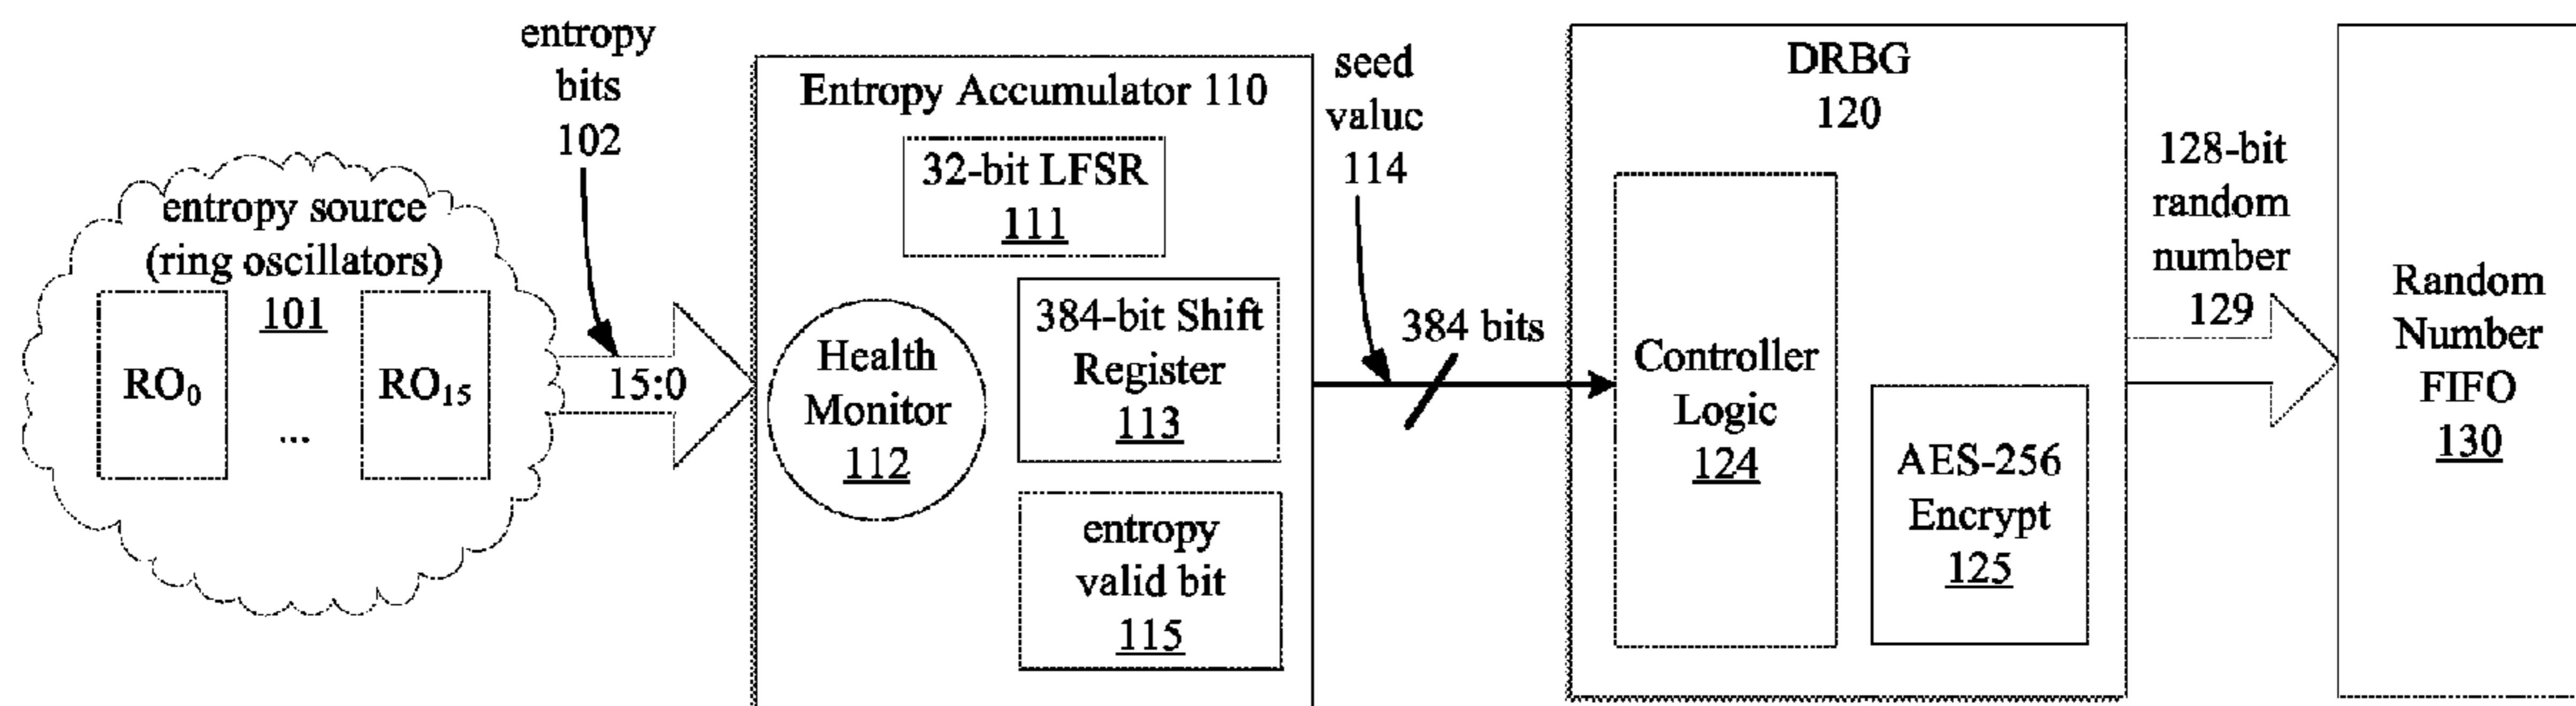 entropy source
(ring oscillators)
101
RO0
...
RO15
entropy
bits
102
15:0
Entropy Accumulator 110
32-bit LFSR
111
Health
Monitor
112
384-bit Shift
Register
113
entropy
valid bit
115
seed
value
114
384 bits
DRBG
120
Controller
Logic
124
AES-256
Encrypt
125
128-bit
random
number
129
Random
Number
FIFO
130